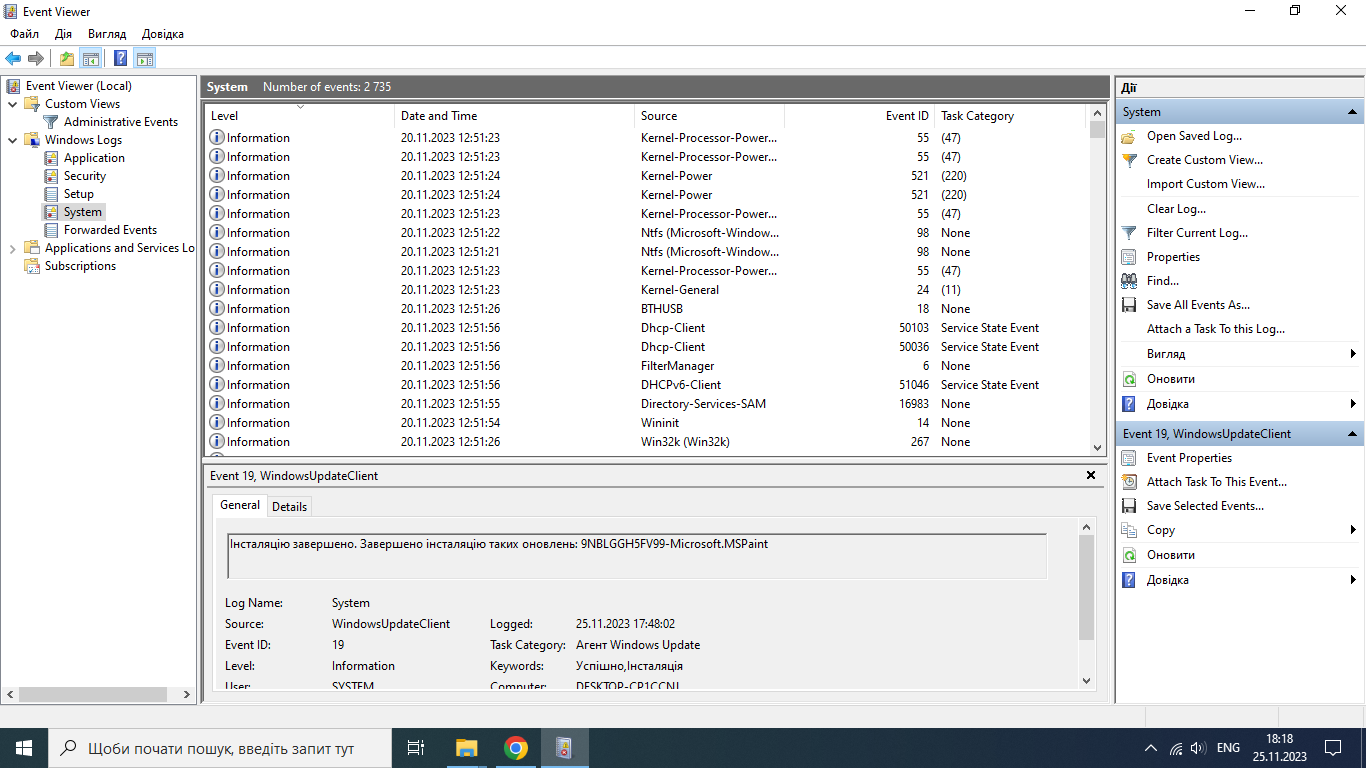 Event Viewer
Файл Дія Вигляд Довідка
Event Viewer (Local)
Custom Views
Administrative Events
Windows Logs
Application
Security
Setup
System
Forwarded Events
Applications and Services Lo
Subscriptions
System Number of events: 2 735
Level Date and Time Source Event ID Task Category
Information 20.11.2023 12:51:23 Kernel-Processor-Power... 55 (47)
Information 20.11.2023 12:51:23 Kernel-Processor-Power... 55 (47)
Information 20.11.2023 12:51:24 Kernel-Power 521 (220)
Information 20.11.2023 12:51:24 Kernel-Power 521 (220)
Information 20.11.2023 12:51:23 Kernel-Processor-Power... 55 (47)
Information 20.11.2023 12:51:22 Ntfs (Microsoft-Window... 98 None
Information 20.11.2023 12:51:21 Ntfs (Microsoft-Window... 98 None
Information 20.11.2023 12:51:23 Kernel-Processor-Power... 55 (47)
Information 20.11.2023 12:51:23 Kernel-General 24 (11)
Information 20.11.2023 12:51:26 BTHUSB 18 None
Information 20.11.2023 12:51:56 Dhcp-Client 50103 Service State Event
Information 20.11.2023 12:51:56 Dhcp-Client 50036 Service State Event
Information 20.11.2023 12:51:56 FilterManager 6 None
Information 20.11.2023 12:51:56 DHCPv6-Client 51046 Service State Event
Information 20.11.2023 12:51:55 Directory-Services-SAM 16983 None
Information 20.11.2023 12:51:54 Wininit 14 None
Information 20.11.2023 12:51:26 Win32k (Win32k) 267 None
Event 19, WindowsUpdateClient
General Details
Інсталяцію завершено. Завершено інсталяцію таких оновлень: 9NBLGGH5FV99-Microsoft.MSPaint
Log Name: System
Source: WindowsUpdateClient Logged: 25.11.2023 17:48:02
Event ID: 19 Task Category: Агент Windows Update
Level: Information Keywords: Успішно,Інсталяція
User: SYSTEM Computer: DESKTOP-CP1CCNJ
Дії
System
Open Saved Log...
Create Custom View...
Import Custom View...
Clear Log...
Filter Current Log...
Properties
Find...
Save All Events As...
Attach a Task To this Log...
Вигляд
Оновити
Довідка
Event 19, WindowsUpdateClient
Event Properties
Attach Task To This Event...
Save Selected Events...
Copy
Оновити
Довідка
Щоби почати пошук, введіть запит тут
ENG
18:18
25.11.2023